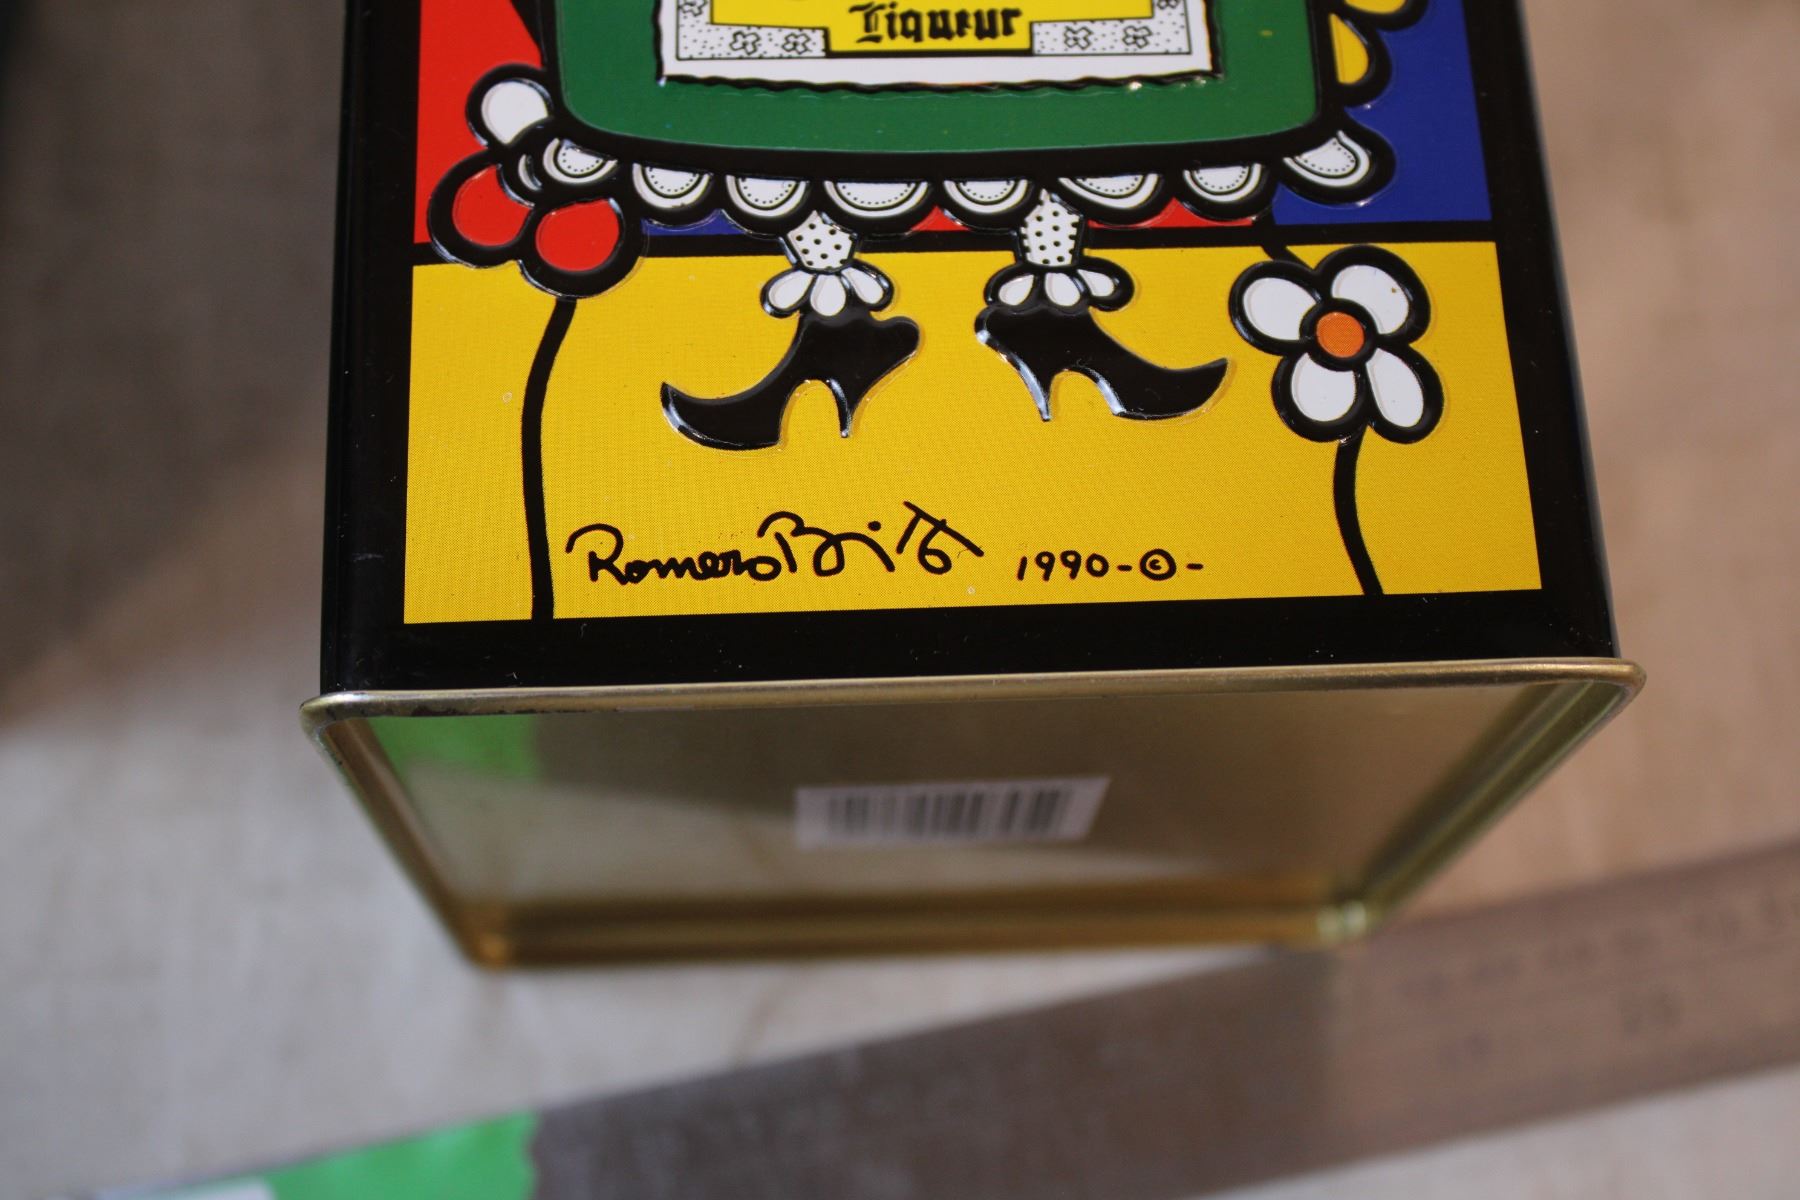 Liqueur
Romero Britto 1990-©-